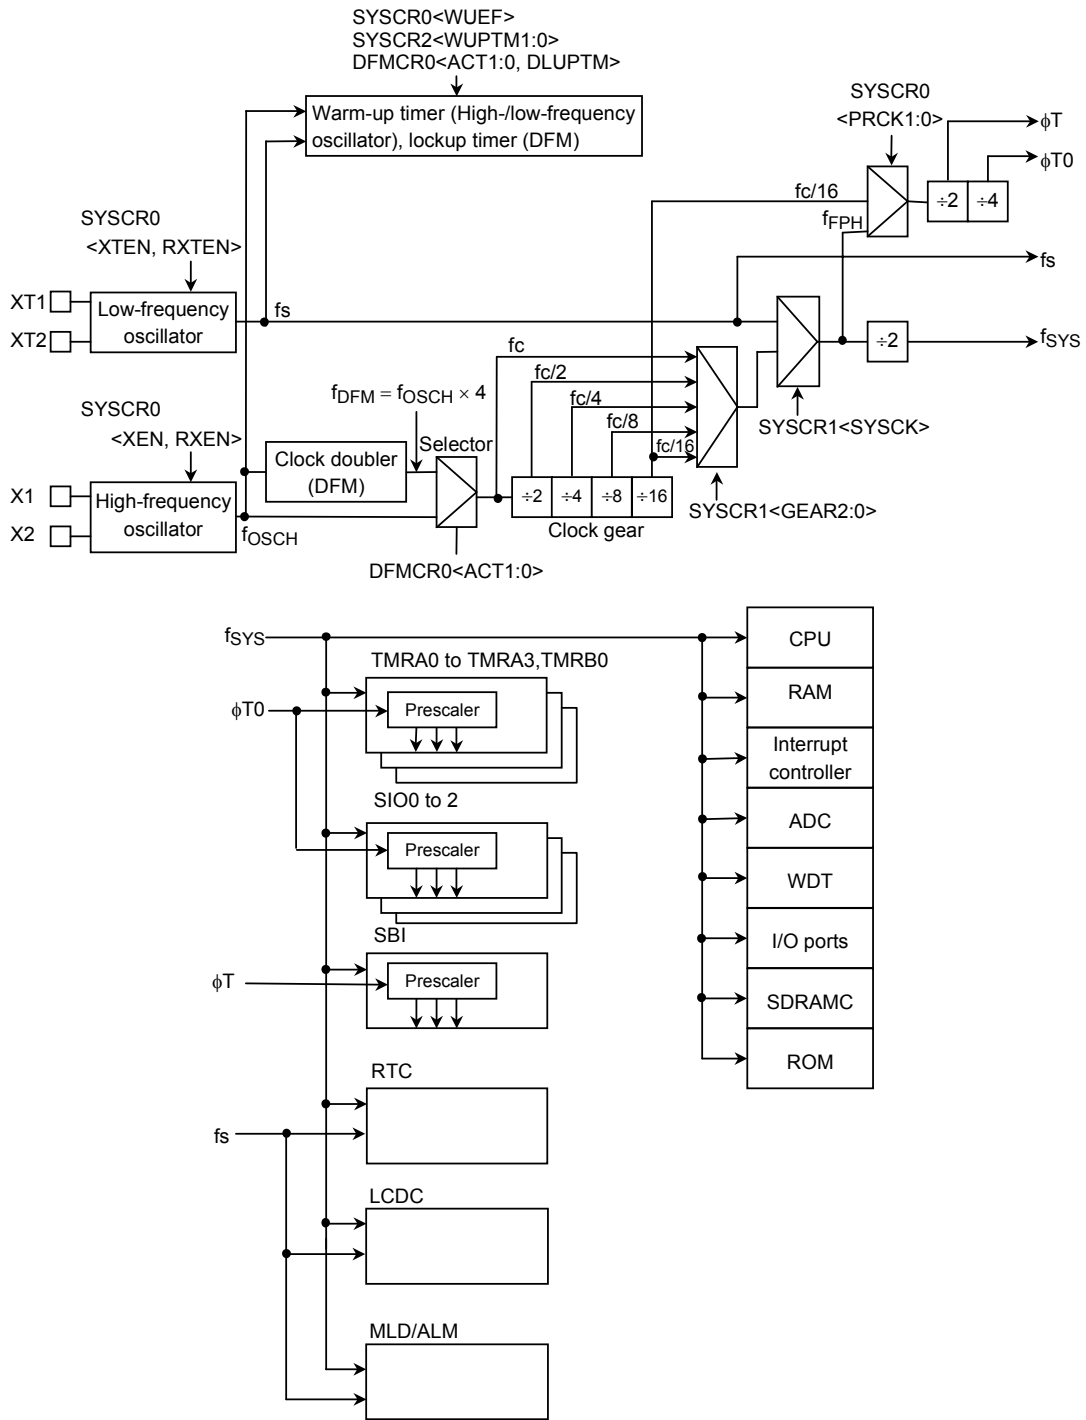 SYSCR0<WUEF>
SYSCR2<WUPTM1:0>
DFMCR0<ACT1:0, DLUPTM>
Warm-up timer (High-/low-frequency
oscillator), lockup timer (DFM)
SYSCR0
<PRCK1:0>
ϕT
ϕT0
fc/16
fFPH
÷2
÷4
SYSCR0
<XTEN, RXTEN>
fs
XT1
XT2
Low-frequency
oscillator
fs
÷2
fSYS
fc
fc/2
fc/4
fc/8
fc/16
fDFM = fOSCH × 4
SYSCR1<SYSCK>
SYSCR0
<XEN, RXEN>
Clock doubler
(DFM)
Selector
X1
X2
High-frequency
oscillator
fOSCH
÷2
÷4
÷8
÷16
Clock gear
SYSCR1<GEAR2:0>
DFMCR0<ACT1:0>
fSYS
TMRA0 to TMRA3,TMRB0
ϕT0
Prescaler
SIO0 to 2
Prescaler
SBI
ϕT
Prescaler
RTC
fs
LCDC
MLD/ALM
CPU
RAM
Interrupt
controller
ADC
WDT
I/O ports
SDRAMC
ROM